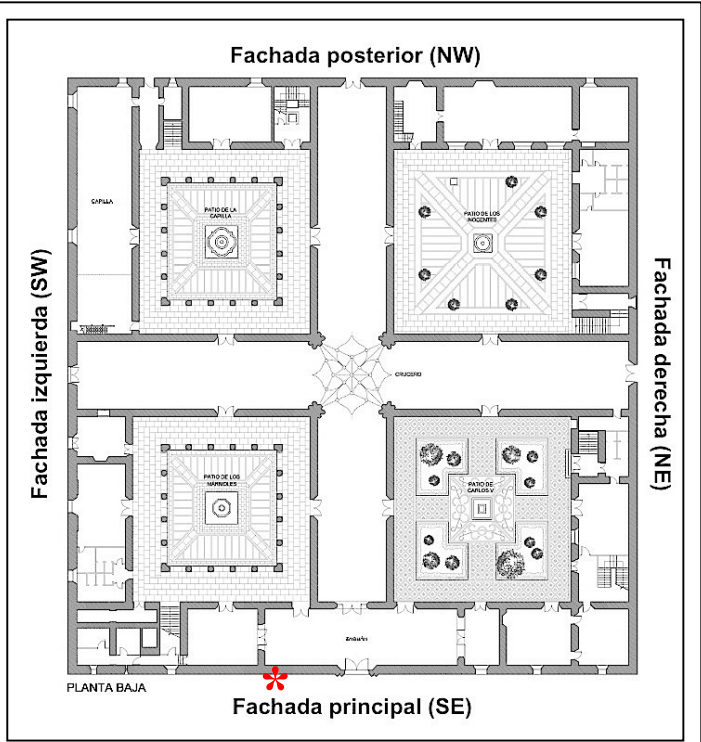 Fachada posterior (NW)
CAPILLA
PATIO DE LA
CAPILLA
PATIO DE LOS
INOCENTES
Fachada izquierda (SW)
Fachada derecha (NE)
CRUCERO
PATIO DE LOS
MÁRMOLES
PATIO DE
CARLOS V
ZAGUÁN
PLANTA BAJA
Fachada principal (SE)